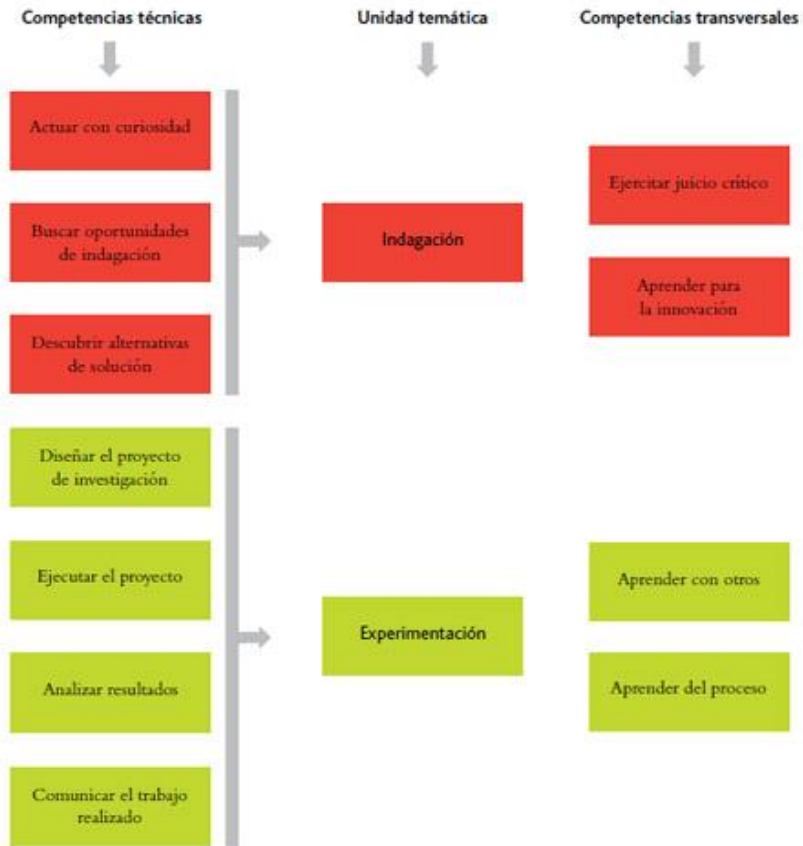 Competencias técnicas
Unidad temática
Competencias transversales
Actuar con curiosidad
Buscar oportunidades
de indagación
Descubrir alternativas
de solución
Indagación
Ejercitar juicio crítico
Aprender para
la innovación
Diseñar el proyecto
de investigación
Ejecutar el proyecto
Analizar resultados
Comunicar el trabajo
realizado
Experimentación
Aprender con otros
Aprender del proceso